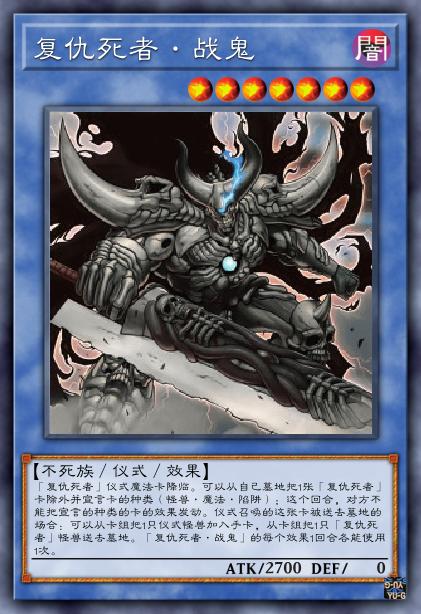 复仇死者·战鬼
闇
【不死族／仪式／效果】
「复仇死者」仪式魔法卡降临。可以从自己墓地把1张「复仇死者」
卡除外并宣言卡的种类（怪兽·魔法·陷阱）；这个回合，对方不
能把宣言的种类的卡的效果发动。仪式召唤的这张卡被送去墓地的
场合：可以从卡组把1只仪式怪兽加入手卡，从卡组把1只「复仇死
者」怪兽送去墓地。「复仇死者·战鬼」的每个效果1回合各能使用
1次。
ATK/2700 DEF/ 0